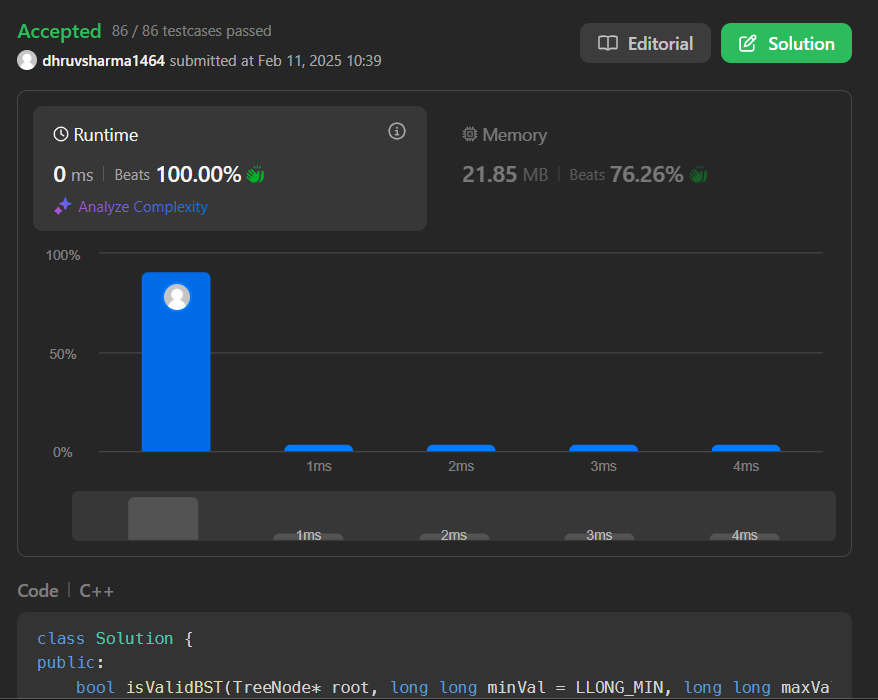 Accepted 86 / 86 testcases passed
dhruvsharma1464 submitted at Feb 11, 2025 10:39
Editorial
Solution
Runtime
0 ms | Beats 100.00%
Analyze Complexity
Memory
21.85 MB | Beats 76.26%
100%
50%
0%
1ms 2ms 3ms 4ms
1ms 2ms 3ms 4ms
Code | C++
class Solution {
public:
bool isValidBST(TreeNode* root, long long minVal = LLONG_MIN, long long maxVa